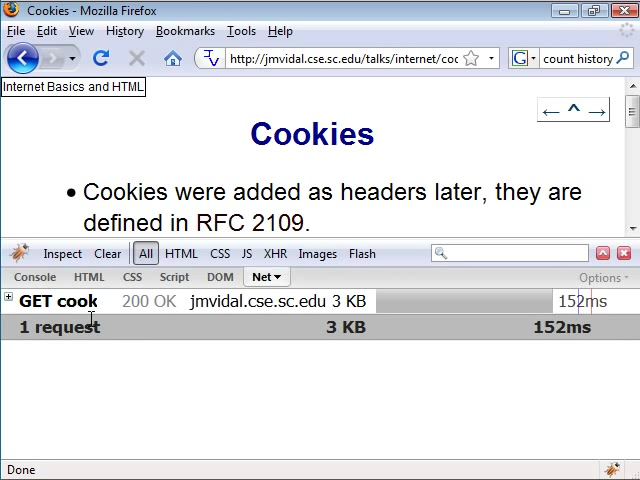 Cookies - Mozilla Firefox
File Edit View History Bookmarks Tools Help
http://jmvidal.cse.sc.edu/talks/internet/coo
G count history
Internet Basics and HTML
← ^ →
Cookies
• Cookies were added as headers later, they are
defined in RFC 2109.
Inspect Clear All HTML CSS JS XHR Images Flash
Console HTML CSS Script DOM Net Options
GET cook 200 OK jmvidal.cse.sc.edu 3 KB 152ms
1 request 3 KB 152ms
Done